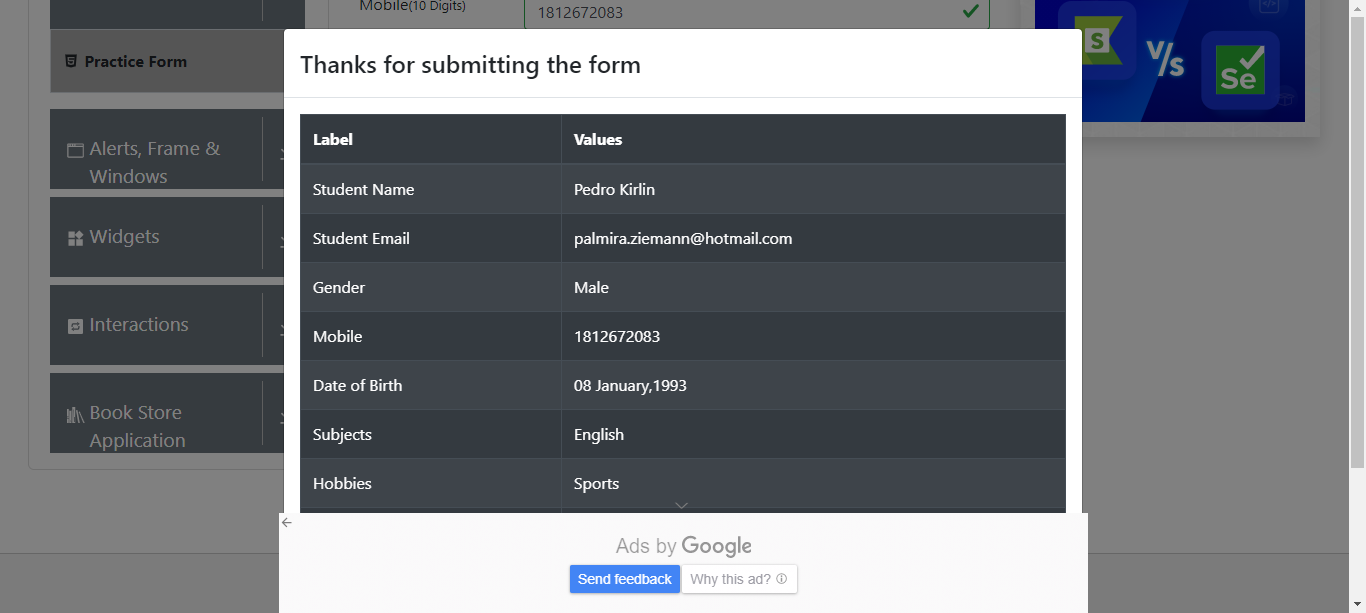 Mobile(10 Digits)
1812672083
Practice Form
S
V/s
Se
Alerts, Frame &
Windows
Widgets
Interactions
Book Store
Application
Thanks for submitting the form
Label Values
Student Name Pedro Kirlin
Student Email palmira.ziemann@hotmail.com
Gender Male
Mobile 1812672083
Date of Birth 08 January,1993
Subjects English
Hobbies Sports
Ads by Google
Send feedback Why this ad?